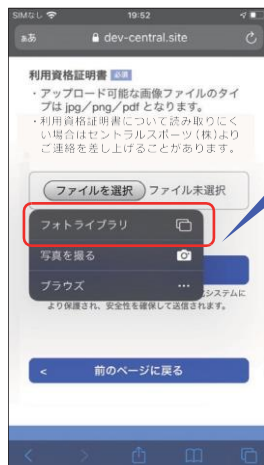 SIMなし 19:52
ああ dev-central.site
利用資格証明書 必須
・アップロード可能な画像ファイルのタイ
プは jpg／png／pdf となります。
・利用資格証明書について読み取りにく
い場合はセントラルスポーツ (株)より
ご連絡を差し上げることがあります。
ファイルを選択 ファイル未選択
フォトライブラリ
写真を撮る
ブラウズ
システムに
より保護され、安全性を確保して送信されます。
< 前のページに戻る